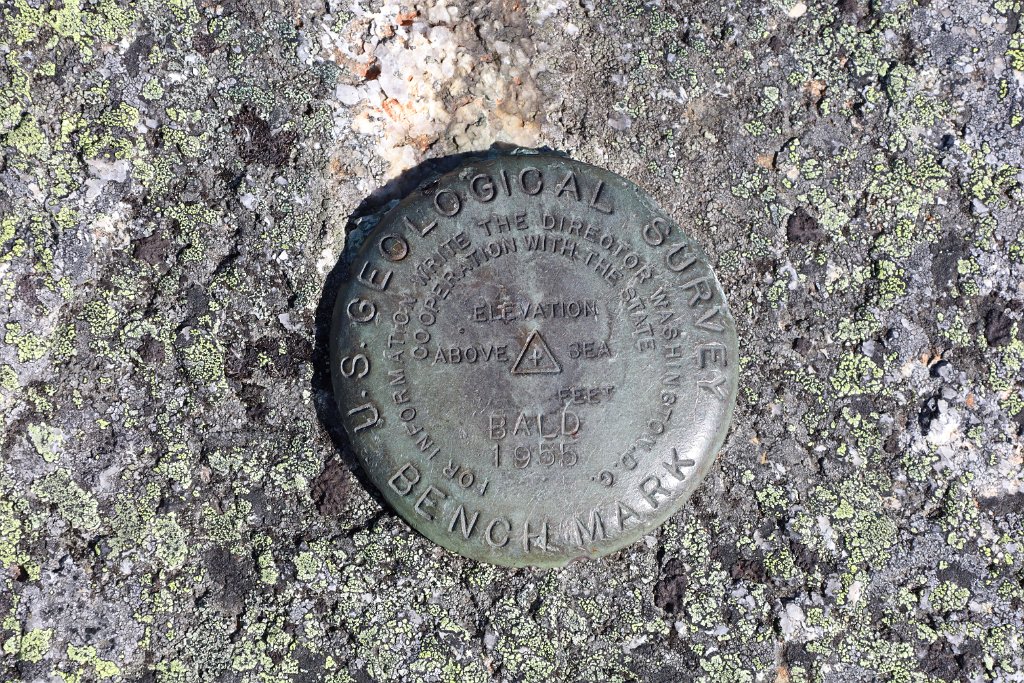 U.S. GEOLOGICAL SURVEY
FOR INFORMATION WRITE THE DIRECTOR WASHINGTON, D.C.
COOPERATION WITH THE STATE
ELEVATION
ABOVE SEA
FEET
BALD
1955
BENCH MARK